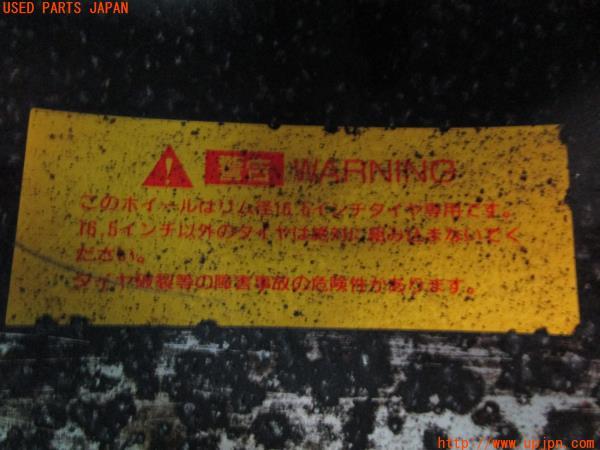 USED PARTS JAPAN
WARNING
このホイールはリム径16.5インチタイヤ専用です。
16.5インチ以外のタイヤは絶対に組み込まないでく
ださい。
タイヤ破裂等の障害事故の危険性があります。
http://www.upjpn.com